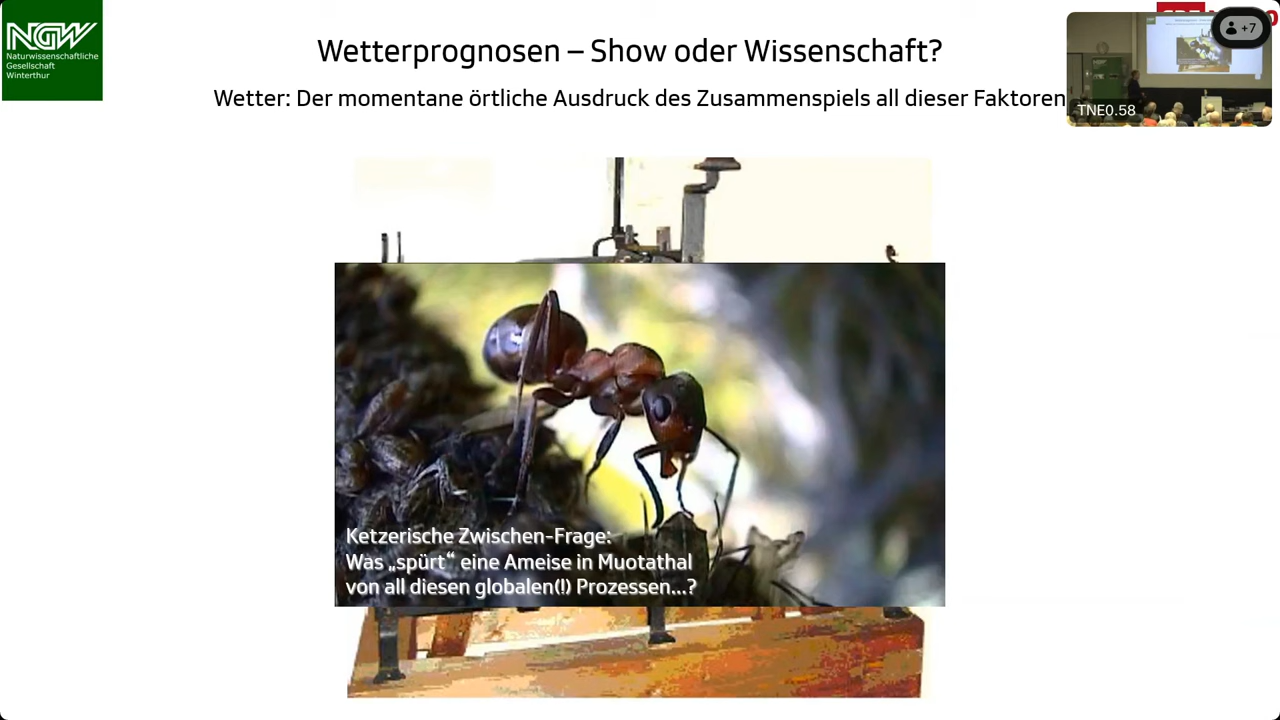 NGW
Naturwissenschaftliche
Gesellschaft
Winterthur
Wetterprognosen – Show oder Wissenschaft?
Wetter: Der momentane örtliche Ausdruck des Zusammenspiels all dieser Faktoren
+7
TNE0.58
Ketzerische Zwischen-Frage:
Was „spürt“ eine Ameise in Muotathal
von all diesen globalen(!) Prozessen...?